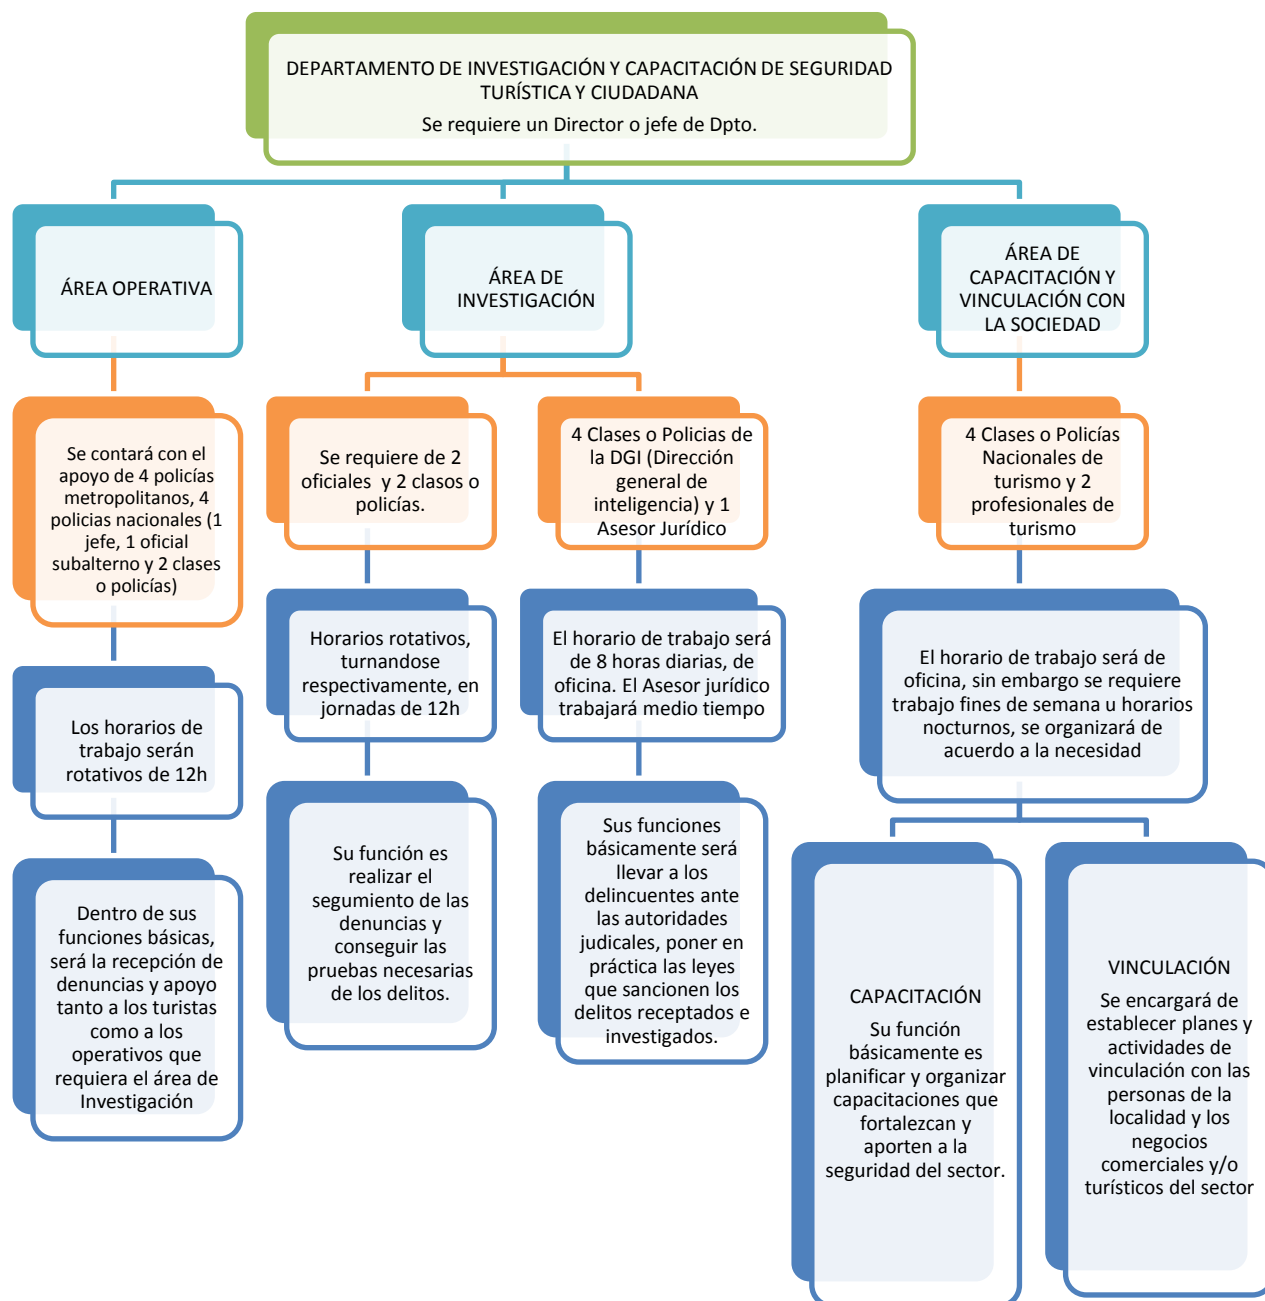 DEPARTAMENTO DE INVESTIGACIÓN Y CAPACITACIÓN DE SEGURIDAD
TURÍSTICA Y CIUDADANA
Se requiere un Director o jefe de Dpto.
ÁREA OPERATIVA
ÁREA DE
INVESTIGACIÓN
ÁREA DE
CAPACITACIÓN Y
VINCULACIÓN CON
LA SOCIEDAD
Se contará con el
apoyo de 4 policías
metropolitanos, 4
policias nacionales (1
jefe, 1 oficial
subalterno y 2 clases
o policías)
Se requiere de 2
oficiales y 2 clasos o
policías.
4 Clases o Policias de
la DGI (Dirección
general de
inteligencia) y 1
Asesor Jurídico
4 Clases o Policías
Nacionales de
turismo y 2
profesionales de
turismo
Los horarios de
trabajo serán
rotativos de 12h
Horarios rotativos,
turnandose
respectivamente, en
jornadas de 12h
El horario de trabajo será
de 8 horas diarias, de
oficina. El Asesor jurídico
trabajará medio tiempo
El horario de trabajo será de
oficina, sin embargo se requiere
trabajo fines de semana u horarios
nocturnos, se organizará de
acuerdo a la necesidad
Dentro de sus
funciones básicas,
será la recepción de
denuncias y apoyo
tanto a los turistas
como a los
operativos que
requiera el área de
Investigación
Su función es
realizar el
segumiento de las
denuncias y
conseguir las
pruebas necesarias
de los delitos.
Sus funciones
básicamente será
llevar a los
delincuentes ante
las autoridades
judicales, poner en
práctica las leyes
que sancionen los
delitos receptados e
investigados.
CAPACITACIÓN
Su función
básicamente es
planificar y organizar
capacitaciones que
fortalezcan y
aporten a la
seguridad del sector.
VINCULACIÓN
Se encargará de
establecer planes y
actividades de
vinculación con las
personas de la
localidad y los
negocios
comerciales y/o
turísticos del sector